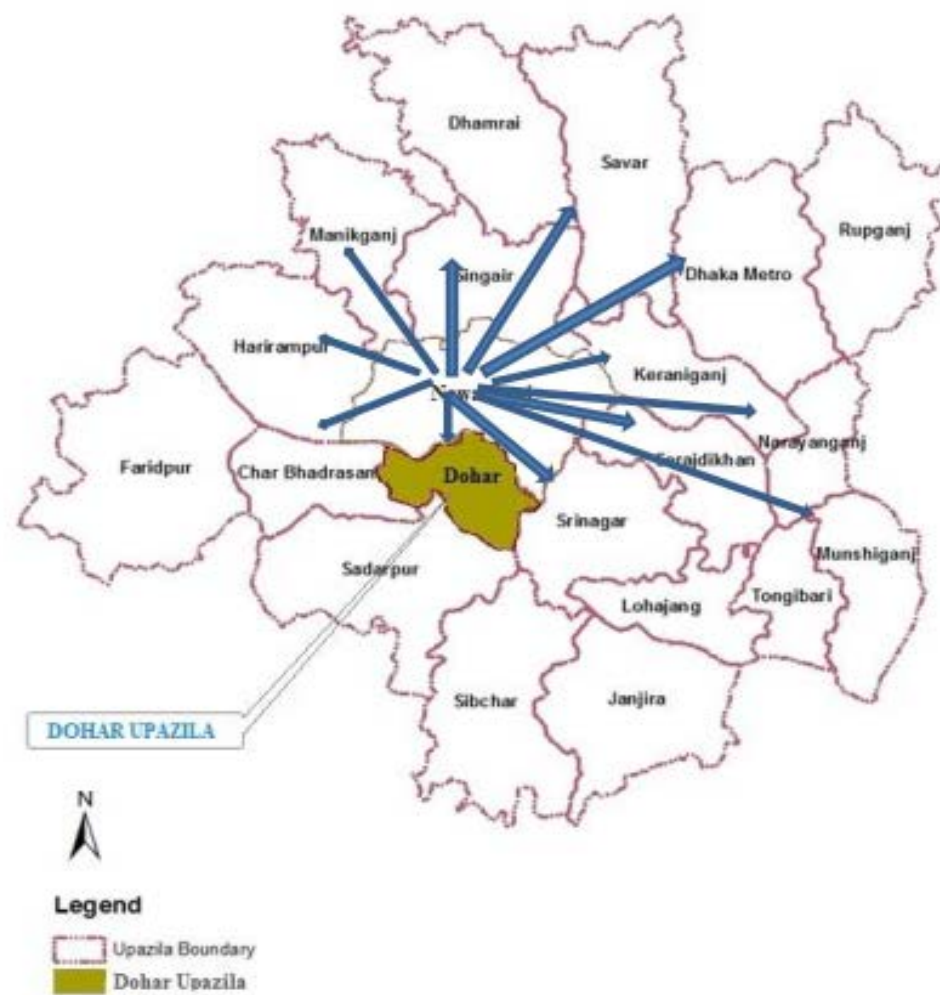 Dhamrai
Savar
Rupganj
Manikganj
Singair
Dhaka Metro
Harirampur
Keraniganj
Narayanganj
Faridpur
Char Bhadrasan
Dohar
Srinagar
Munshiganj
Sadarpur
Lohajang
Tongibari
Sibchar
Janjira
DOHAR UPAZILA
N
Legend
Upazila Boundary
Dohar Upazila